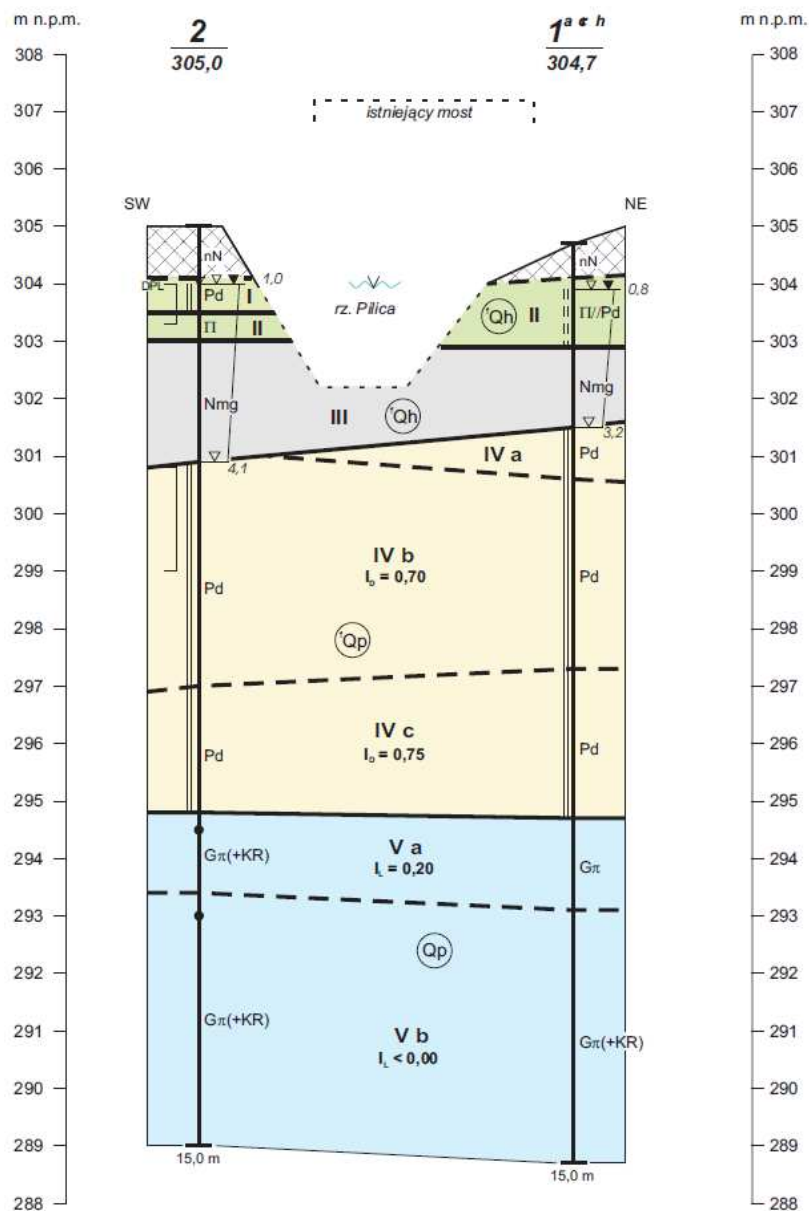 m n.p.m.
m n.p.m.
2
305,0
304,7
308
308
307
307
istniejący most
306
306
SW
NE
305
305
nN
nN
304
304
DPL
1,0
0,8
Pd
I
rz. Pilica
Qh
II
Π//Pd
303
303
Π
II
302
302
Nmg
Nmg
III
Qh
301
301
4,1
3,2
IV a
Pd
300
300
IV b
299
299
I_D = 0,70
Pd
Pd
298
298
Qp
297
297
IV c
296
296
I_D = 0,75
Pd
Pd
295
295
V a
294
294
Gπ(+KR)
I_L = 0,20
Gπ
293
293
Qp
292
292
291
291
Gπ(+KR)
V b
Gπ(+KR)
I_L < 0,00
290
290
289
289
15,0 m
15,0 m
288
288